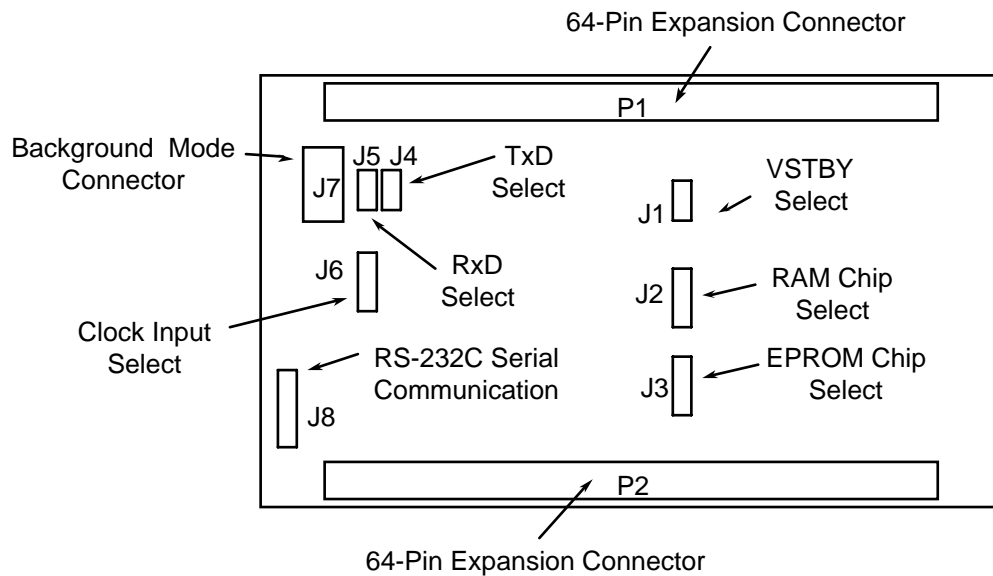 64-Pin Expansion Connector
P1
Background Mode
Connector
J7
J5
J4
TxD
Select
VSTBY
Select
J1
J6
RxD
Select
J2
RAM Chip
Select
Clock Input
Select
RS-232C Serial
Communication
J3
EPROM Chip
Select
J8
P2
64-Pin Expansion Connector